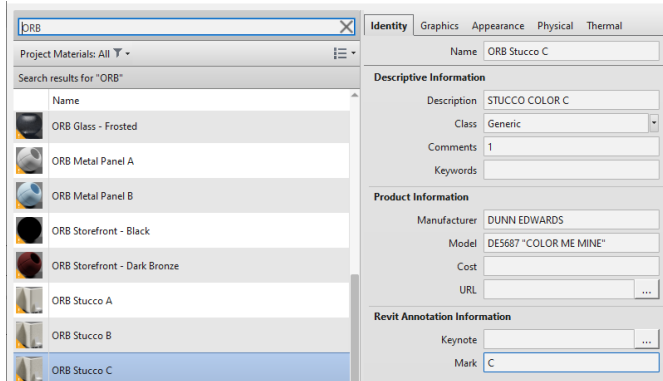 ORB
Project Materials: All
Search results for "ORB"
Name
ORB Glass - Frosted
ORB Metal Panel A
ORB Metal Panel B
ORB Storefront - Black
ORB Storefront - Dark Bronze
ORB Stucco A
ORB Stucco B
ORB Stucco C
Identity Graphics Appearance Physical Thermal
Name ORB Stucco C
Descriptive Information
Description STUCCO COLOR C
Class Generic
Comments 1
Keywords
Product Information
Manufacturer DUNN EDWARDS
Model DE5687 "COLOR ME MINE"
Cost
URL ...
Revit Annotation Information
Keynote ...
Mark C